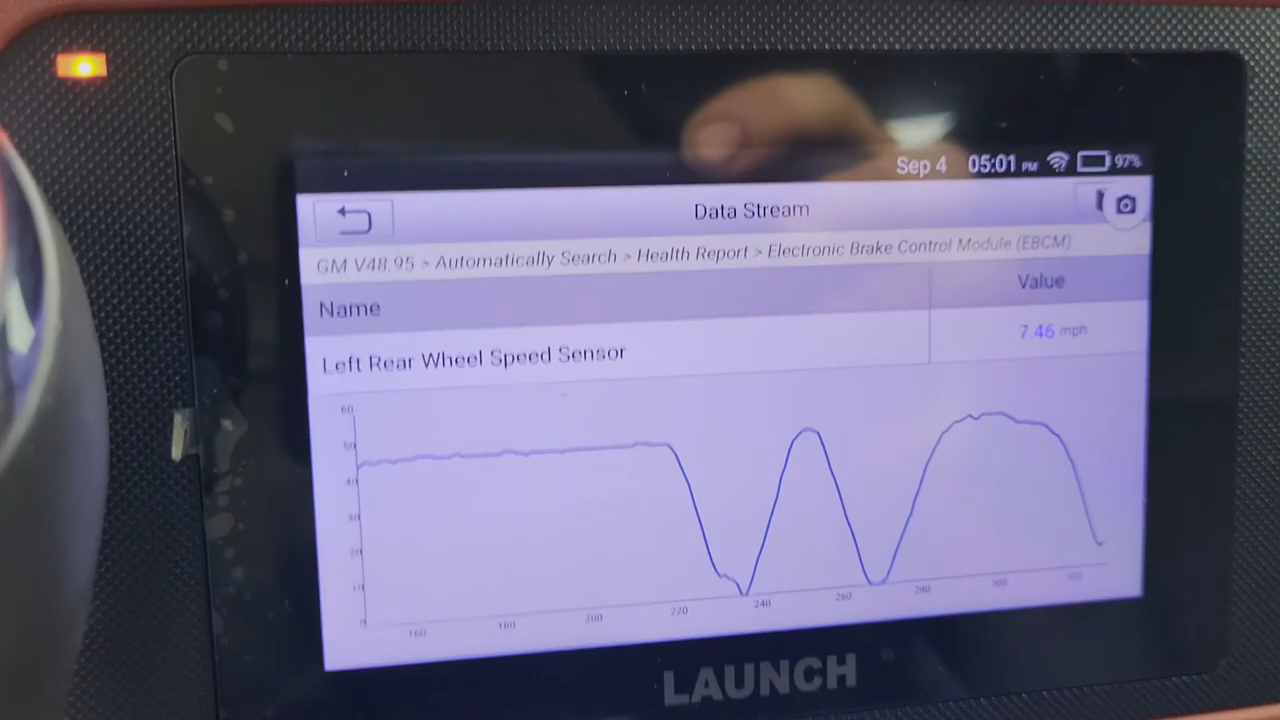 Sep 4 05:01 PM 97%
Data Stream
GM V48.95 > Automatically Search > Health Report > Electronic Brake Control Module (EBCM)
Name Value
Left Rear Wheel Speed Sensor 7.46 mph
60
50
40
30
20
10
0
160 180 200 220 240 260 280 300 320
LAUNCH